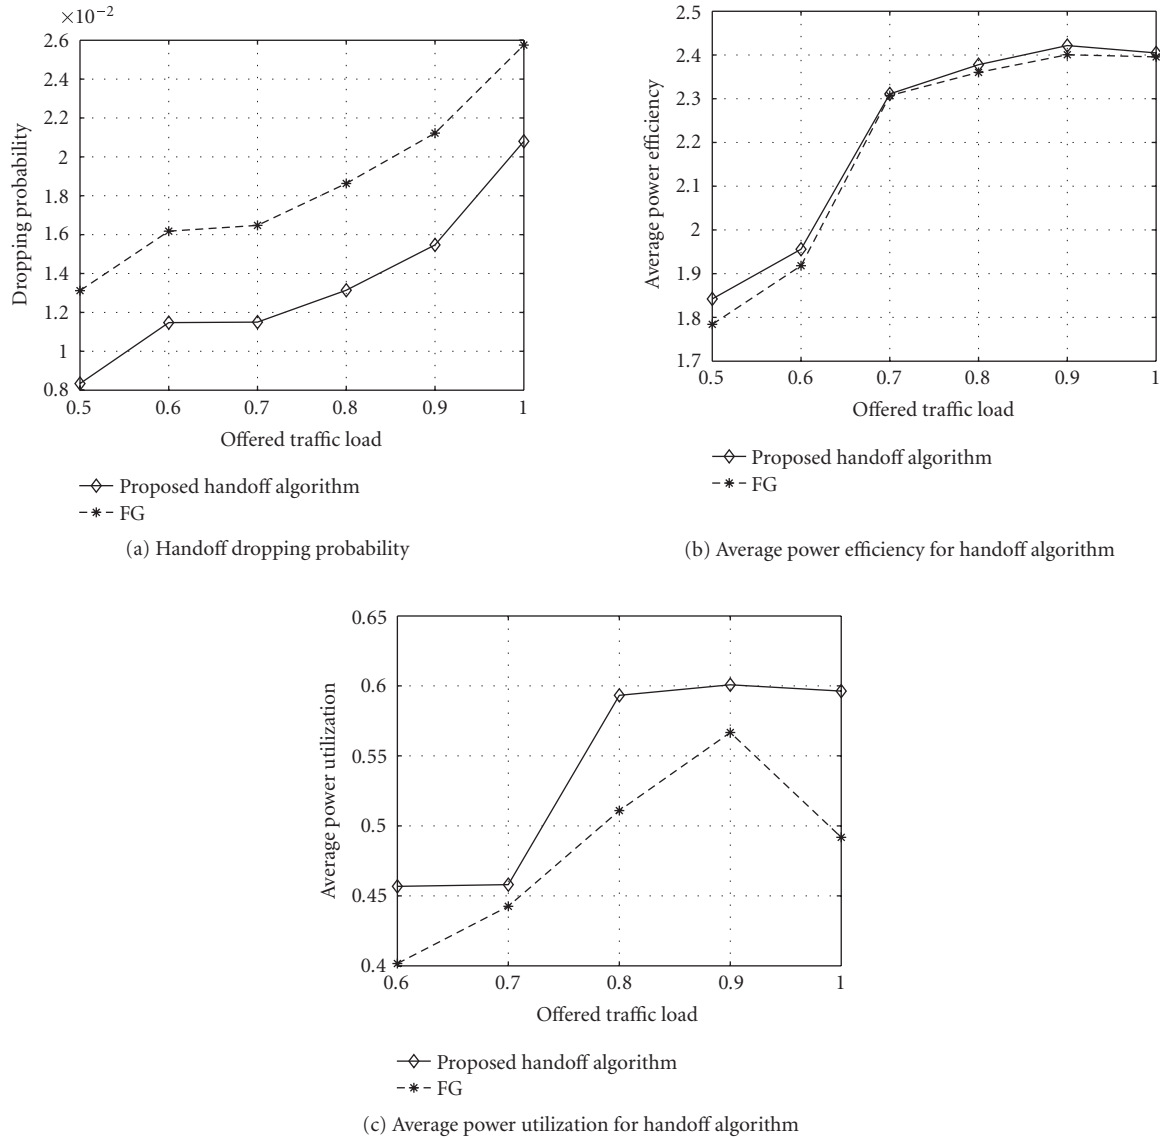 ×10−2
2.6
2.4
2.2
2
1.8
1.6
1.4
1.2
1
0.8
Dropping probability
0.5 0.6 0.7 0.8 0.9 1
Offered traffic load
Proposed handoff algorithm
FG
(a) Handoff dropping probability
2.5
2.4
2.3
2.2
2.1
2
1.9
1.8
1.7
Average power efficiency
0.5 0.6 0.7 0.8 0.9 1
Offered traffic load
Proposed handoff algorithm
FG
(b) Average power efficiency for handoff algorithm
0.65
0.6
0.55
0.5
0.45
0.4
Average power utilization
0.6 0.7 0.8 0.9 1
Offered traffic load
Proposed handoff algorithm
FG
(c) Average power utilization for handoff algorithm